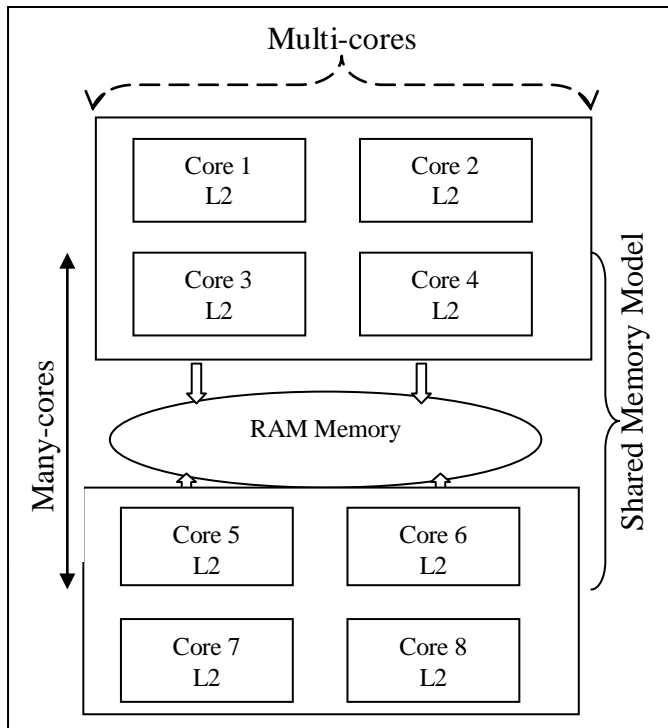 Multi-cores
Core 1
L2
Core 2
L2
Core 3
L2
Core 4
L2
Many-cores
Shared Memory Model
RAM Memory
Core 5
L2
Core 6
L2
Core 7
L2
Core 8
L2